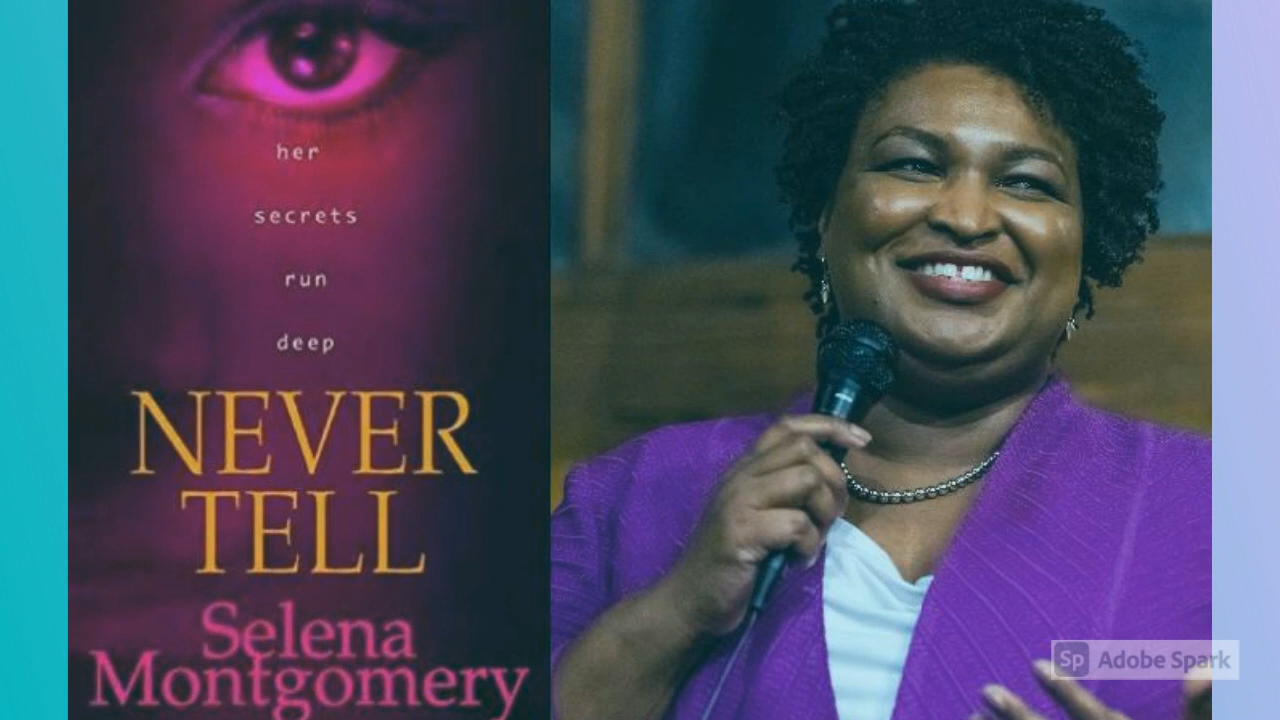 her
secrets
run
deep
NEVER
TELL
Selena
Montgomery
Sp Adobe Spark